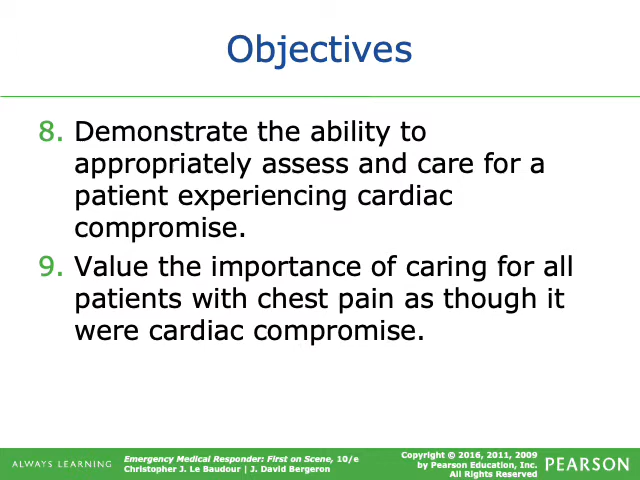 Objectives
8. Demonstrate the ability to
appropriately assess and care for a
patient experiencing cardiac
compromise.
9. Value the importance of caring for all
patients with chest pain as though it
were cardiac compromise.
ALWAYS LEARNING
Emergency Medical Responder: First on Scene, 10/e
Christopher J. Le Baudour | J. David Bergeron
Copyright © 2016, 2011, 2009
by Pearson Education, Inc.
All Rights Reserved
PEARSON